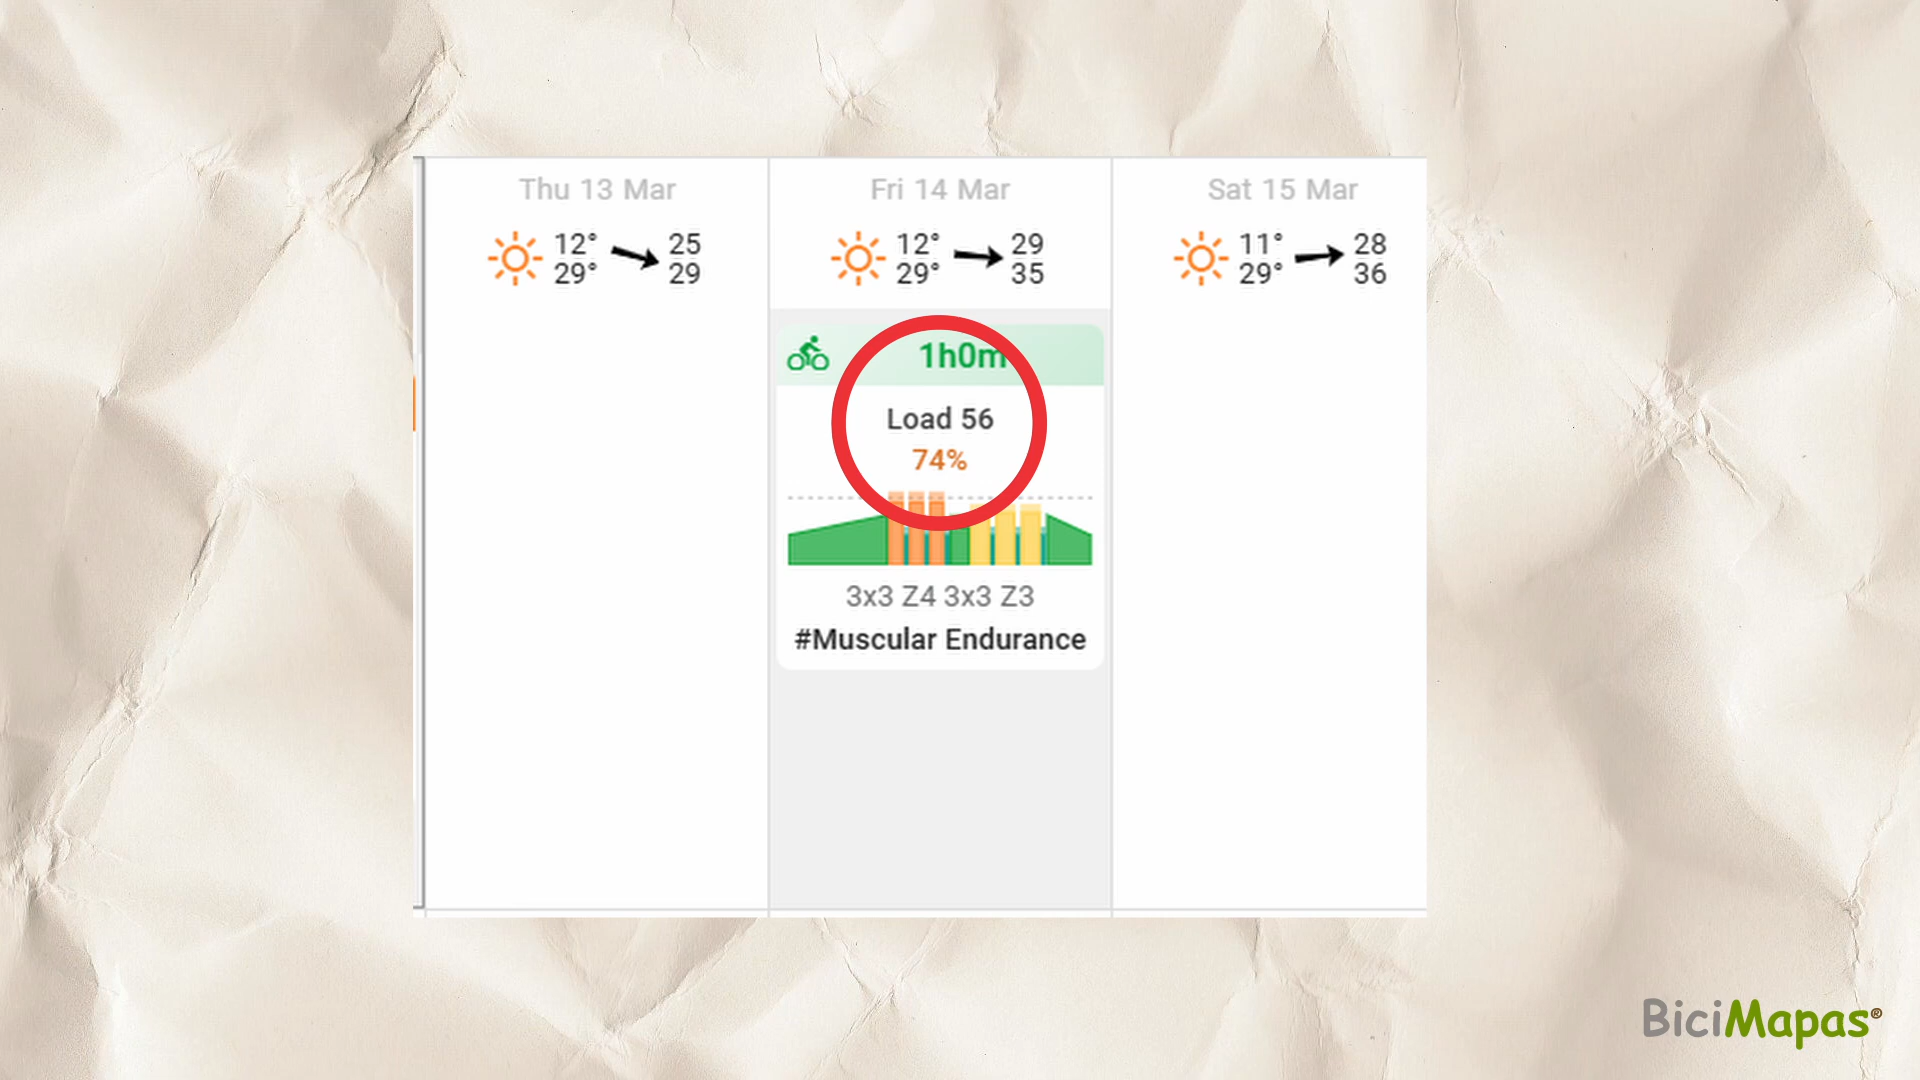 Thu 13 Mar
12° 25
29° 29
Fri 14 Mar
12° 29
29° 35
Sat 15 Mar
11° 28
29° 36
1h0m
Load 56
74%
3x3 Z4 3x3 Z3
#Muscular Endurance
BiciMapas®